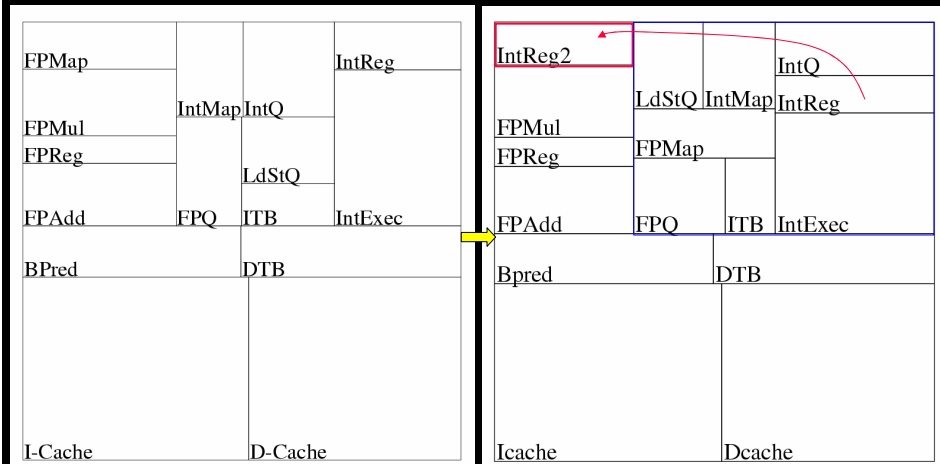 FPMap
IntReg
IntMap
IntQ
FPMul
FPReg
LdStQ
FPAdd
FPQ
ITB
IntExec
BPred
DTB
I-Cache
D-Cache
IntReg2
IntQ
LdStQ
IntMap
IntReg
FPMul
FPMap
FPReg
FPAdd
FPQ
ITB
IntExec
Bpred
DTB
Icache
Dcache